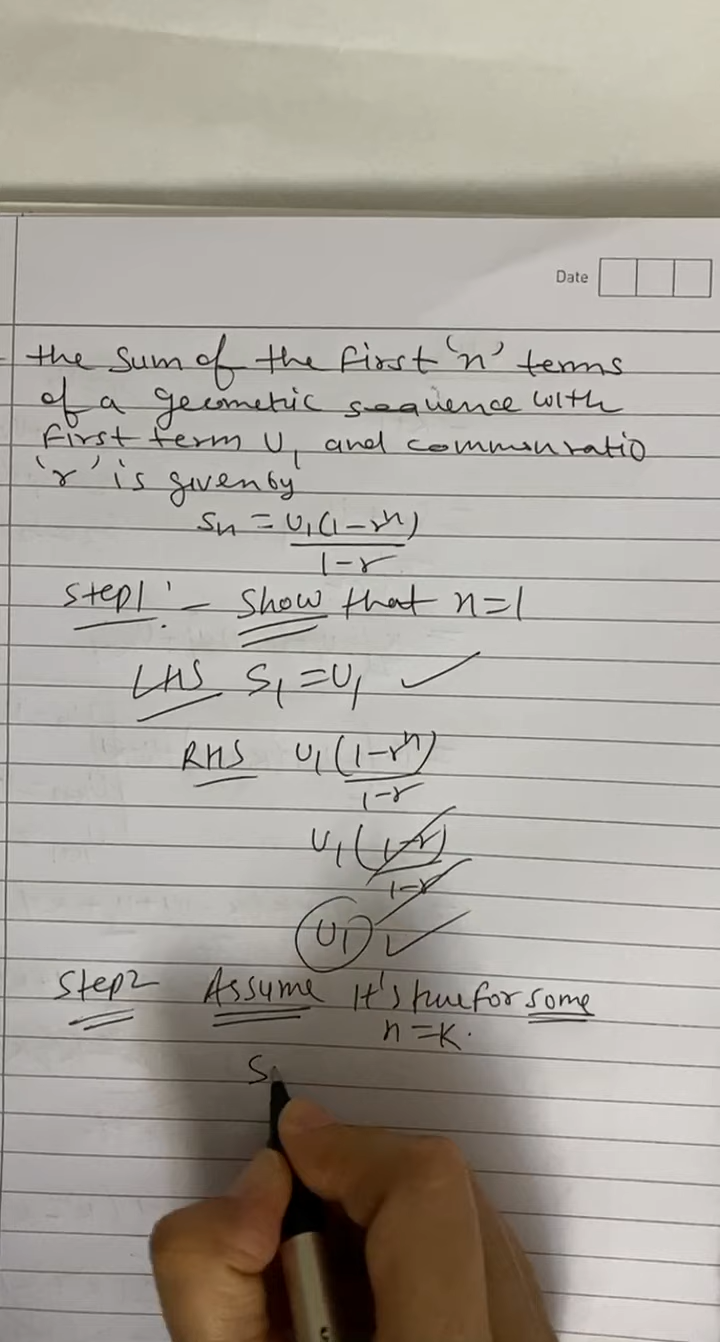 Date
the sum of the first 'n' terms
of a geometric sequence with
first term U₁ and common ratio
'r' is given by
Sn = U₁(1-rⁿ)
1-r
Step1:- Show that n=1
LHS S₁ = U₁ ✓
RHS U₁(1-rⁿ)
1-r
U₁(1-r)
1-r
U₁ ✓
Step2 Assume it's true for some
n=K.
S